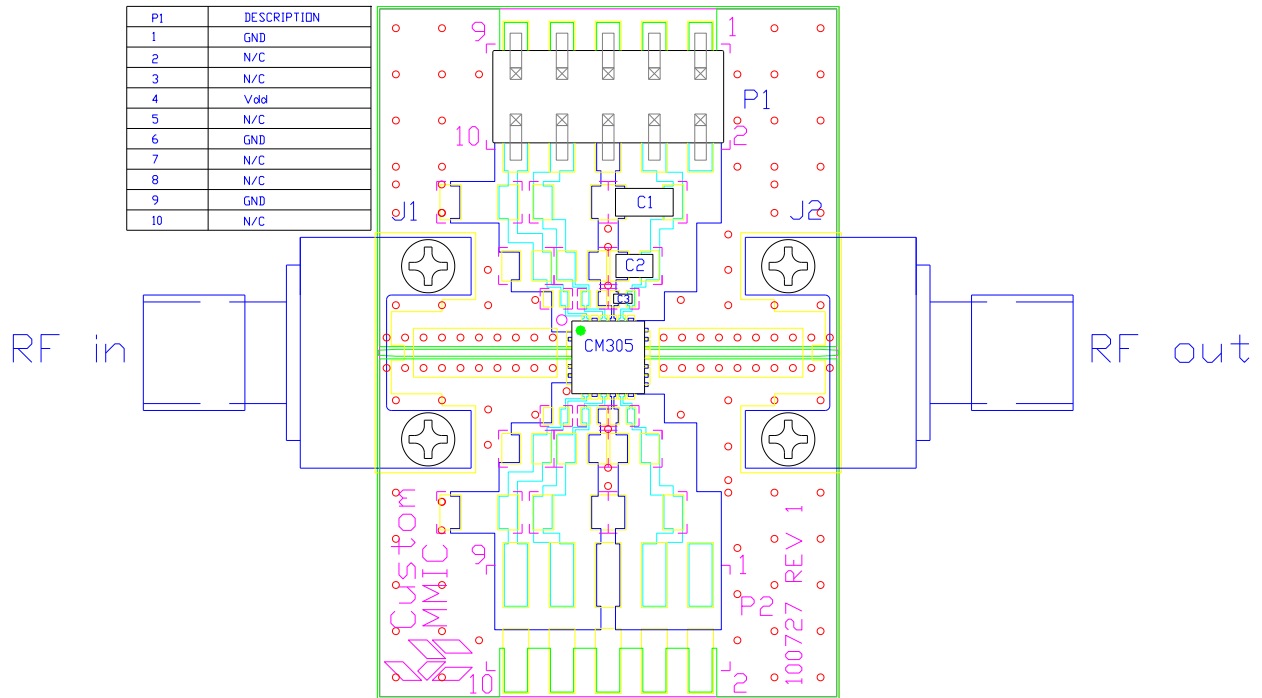 P1 DESCRIPTION
1 GND
2 N/C
3 N/C
4 Vdd
5 N/C
6 GND
7 N/C
8 N/C
9 GND
10 N/C
9 1
P1
10 2
C1
J1 J2
C2
C3
CM305
RF in RF out
9 1
P2
10 2
Custom
MMIC
100727 REV 1